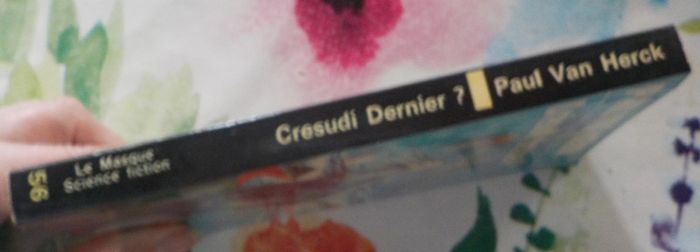 56
Le Masque
Science fiction
Cresudi Dernier ?
Paul Van Herck